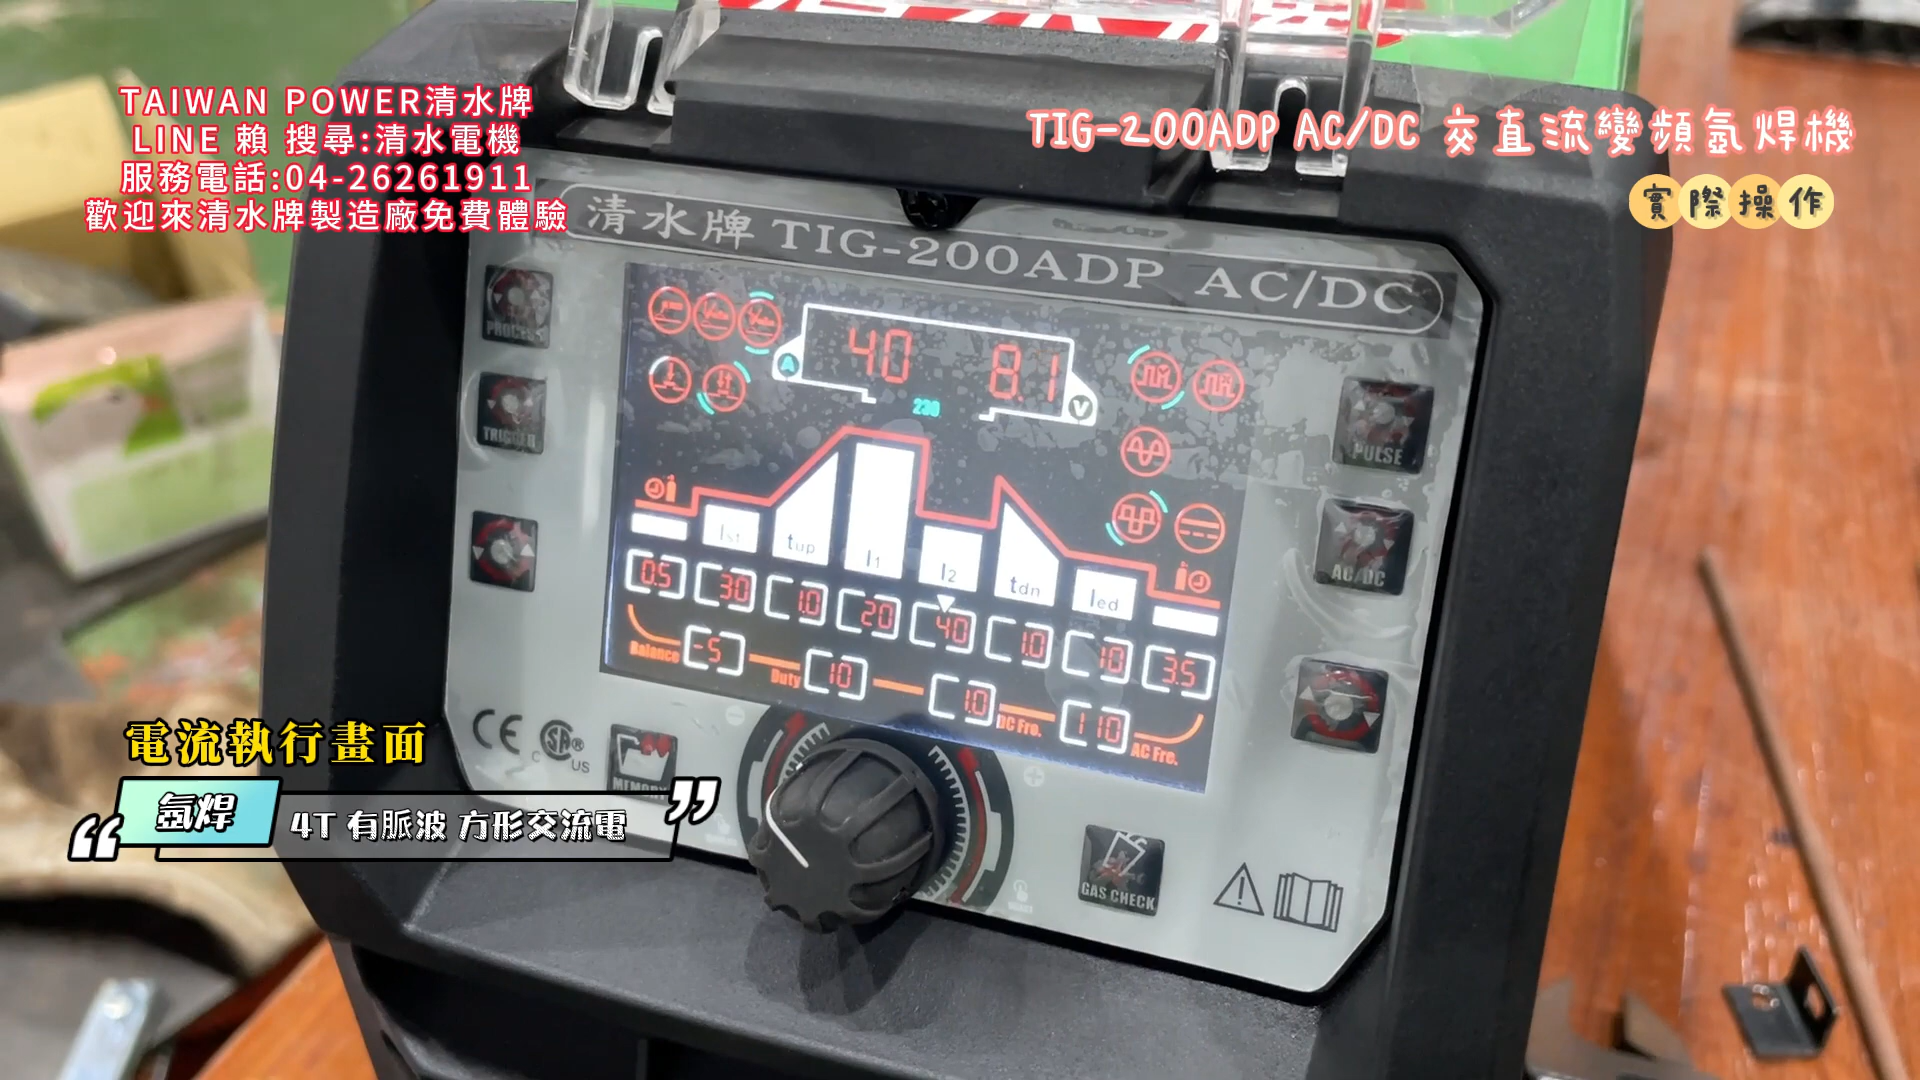 TAIWAN POWER清水牌
LINE 賴 搜尋:清水電機
服務電話:04-26261911
歡迎來清水牌製造廠免費體驗
TIG-200ADP AC/DC 交直流變頻氬焊機
實際操作
清水牌 TIG-200ADP AC/DC
PROCESS
TRIGGER
PULSE
AC/DC
A 40 8.1 V
230
Ist tup I1 I2 tdn Ied
0.5 30 1.0 20 40 1.0 10 3.5
Balance -5 Duty 10 1.0 DC Fre. 110 AC Fre.
CE C SA® US
MEMORY
GAS CHECK
電流執行畫面
氬焊
“ 4T 有脈波 方形交流電 ”